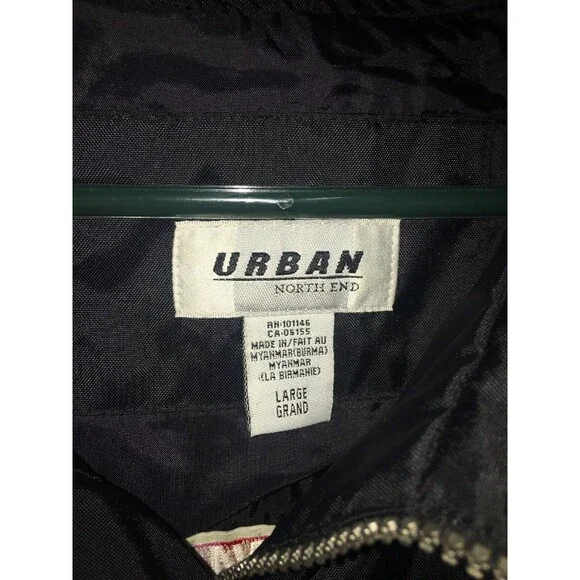 URBAN
NORTH END
RN·101146
CA·05155
MADE IN/FAIT AU
MYANMAR(BURMA)
MYANMAR
(LA BIRMANIE)
LARGE
GRAND